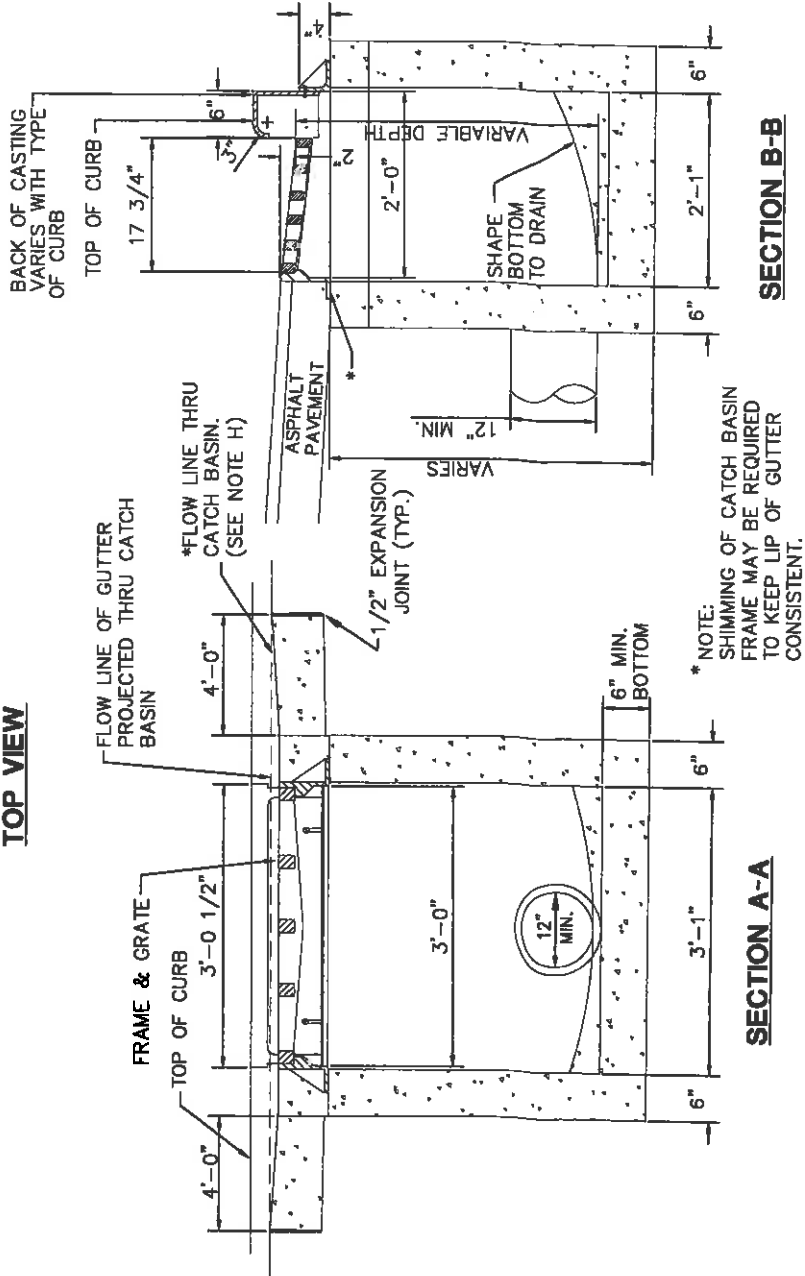 TOP VIEW
FRAME & GRATE
TOP OF CURB
FLOW LINE OF GUTTER
PROJECTED THRU CATCH
BASIN
*FLOW LINE THRU
CATCH BASIN.
(SEE NOTE H)
4'-0"
3'-0 1/2"
4'-0"
1/2" EXPANSION
JOINT (TYP.)
3'-0"
12"
MIN.
6" MIN.
BOTTOM
6"
3'-1"
6"
SECTION A-A
BACK OF CASTING
VARIES WITH TYPE
OF CURB
TOP OF CURB
17 3/4"
6"
3"
4"
2"
ASPHALT
PAVEMENT
*
2'-0"
VARIABLE DEPTH
SHAPE
BOTTOM
TO DRAIN
12" MIN.
VARIES
6"
2'-1"
6"
SECTION B-B
* NOTE:
SHIMMING OF CATCH BASIN
FRAME MAY BE REQUIRED
TO KEEP LIP OF GUTTER
CONSISTENT.